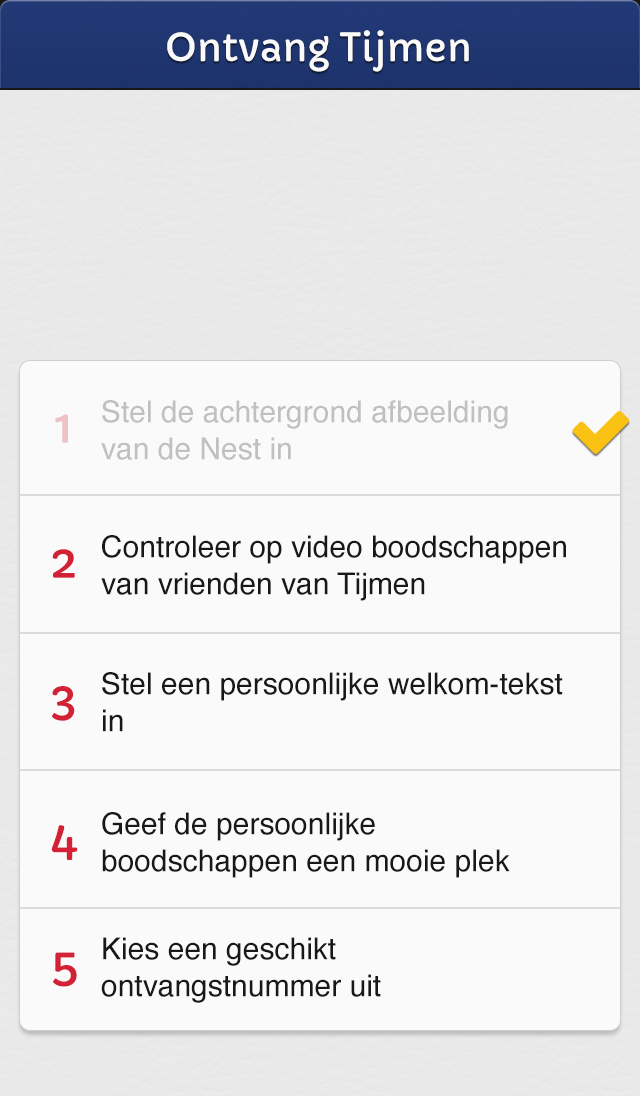 Ontvang Tijmen
1
Stel de achtergrond afbeelding
van de Nest in
2
Controleer op video boodschappen
van vrienden van Tijmen
3
Stel een persoonlijke welkom-tekst
in
4
Geef de persoonlijke
boodschappen een mooie plek
5
Kies een geschikt
ontvangstnummer uit